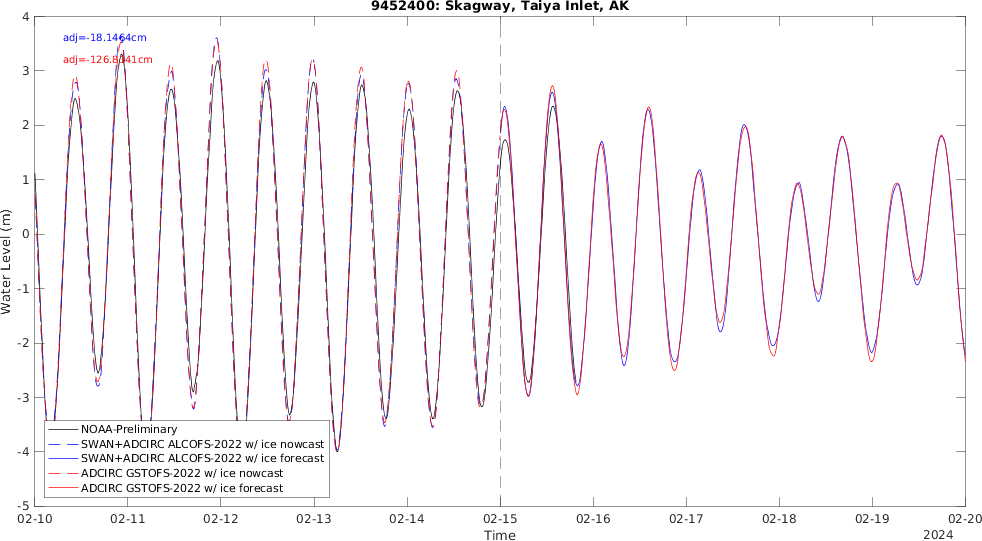 9452400: Skagway, Taiya Inlet, AK
adj=-18.1464cm
adj=-126.8041cm
Water Level (m)
4
3
2
1
0
-1
-2
-3
-4
-5
NOAA-Preliminary
SWAN+ADCIRC ALCOFS-2022 w/ ice nowcast
SWAN+ADCIRC ALCOFS-2022 w/ ice forecast
ADCIRC GSTOFS-2022 w/ ice nowcast
ADCIRC GSTOFS-2022 w/ ice forecast
02-10 02-11 02-12 02-13 02-14 02-15 02-16 02-17 02-18 02-19 02-20
Time
2024